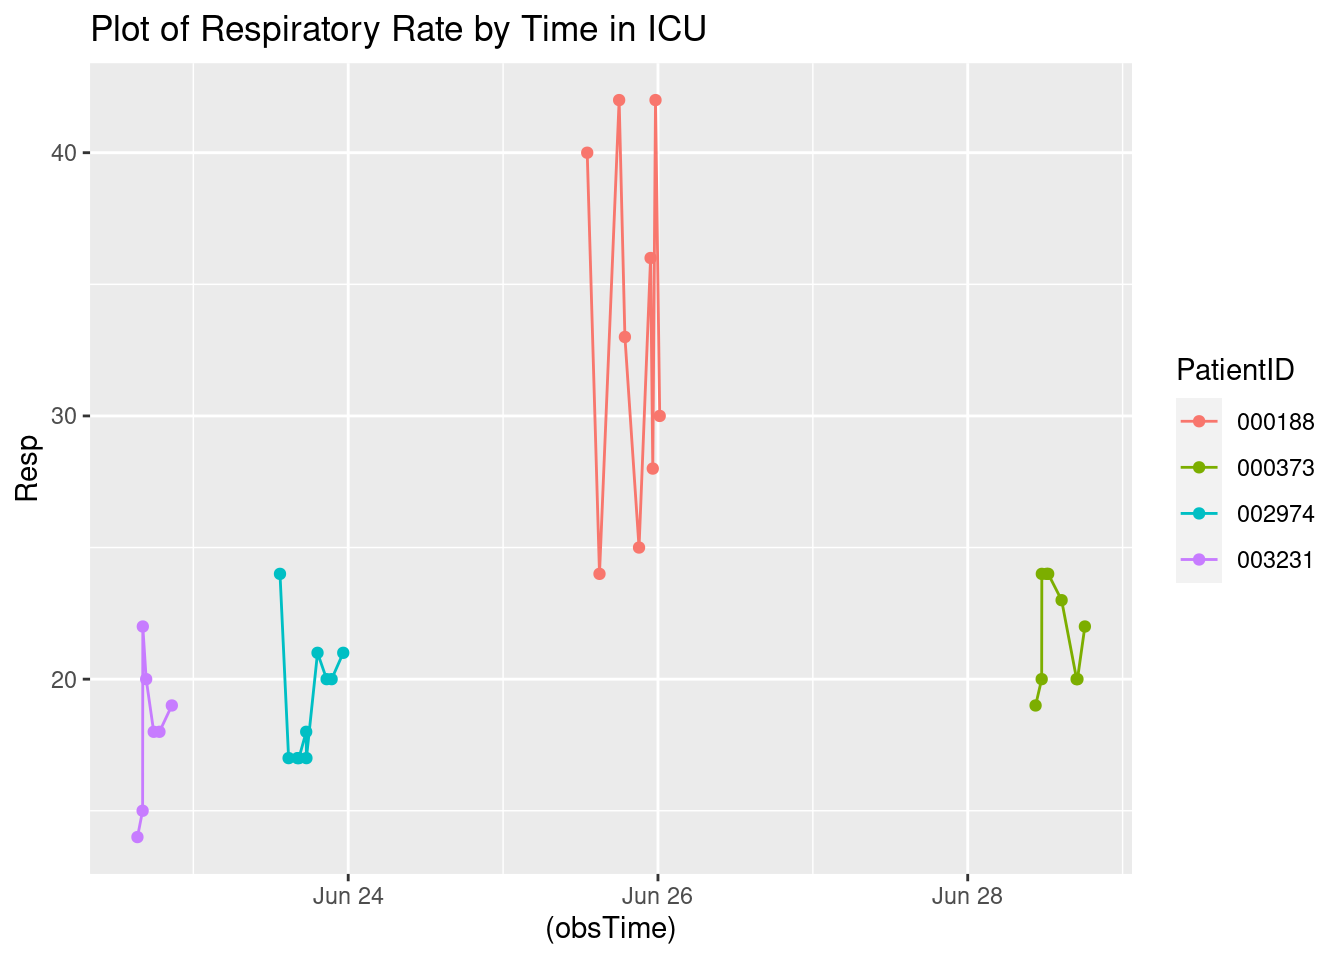 Plot of Respiratory Rate by Time in ICU
40
30
20
Resp
Jun 24
Jun 26
Jun 28
(obsTime)
PatientID
000188
000373
002974
003231